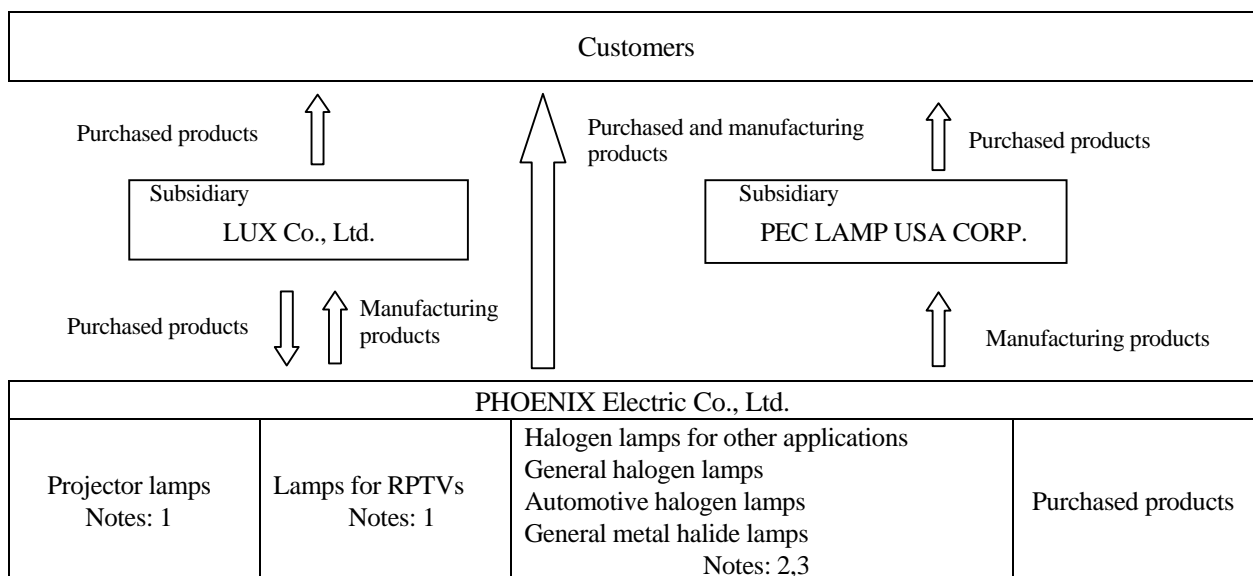 Customers
Purchased products
Purchased and manufacturing
products
Purchased products
Subsidiary
LUX Co., Ltd.
Subsidiary
PEC LAMP USA CORP.
Purchased products
Manufacturing
products
Manufacturing products
PHOENIX Electric Co., Ltd.
Projector lamps
Notes: 1
Lamps for RPTVs
Notes: 1
Halogen lamps for other applications
General halogen lamps
Automotive halogen lamps
General metal halide lamps
Notes: 2,3
Purchased products